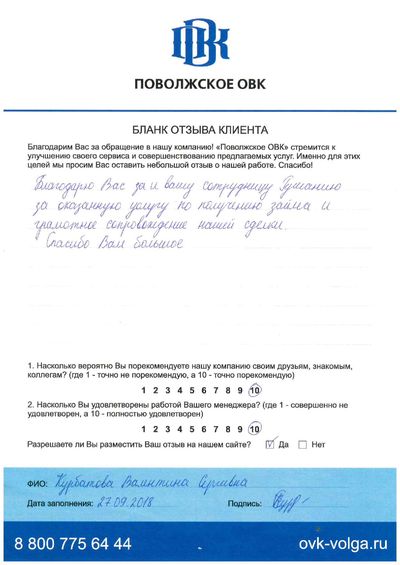 ОВК
ПОВОЛЖСКОЕ ОВК
БЛАНК ОТЗЫВА КЛИЕНТА
Благодарим Вас за обращение в нашу компанию! «Поволжское ОВК» стремится к
улучшению своего сервиса и совершенствованию предлагаемых услуг. Именно для этих
целей мы просим Вас оставить небольшой отзыв о нашей работе. Спасибо!
Благодарю Вас за и вашу сотрудницу
за оказанную услугу по получению займа и
грамотное сопровождение нашей сделки.
Спасибо Вам большое
1. Насколько вероятно Вы порекомендуете нашу компанию своим друзьям, знакомым,
коллегам? (где 1 - точно не порекомендую, а 10 - точно порекомендую)
1 2 3 4 5 6 7 8 9 10
2. Насколько Вы удовлетворены работой Вашего менеджера? (где 1 - совершенно не
удовлетворен, а 10 - полностью удовлетворен)
1 2 3 4 5 6 7 8 9 10
Разрешаете ли Вы разместить Ваш отзыв на нашем сайте? Да Нет
ФИО: Курбатова Валентина Сергеевна
Дата заполнения: 27.09.2018 Подпись:
8 800 775 64 44 ovk-volga.ru